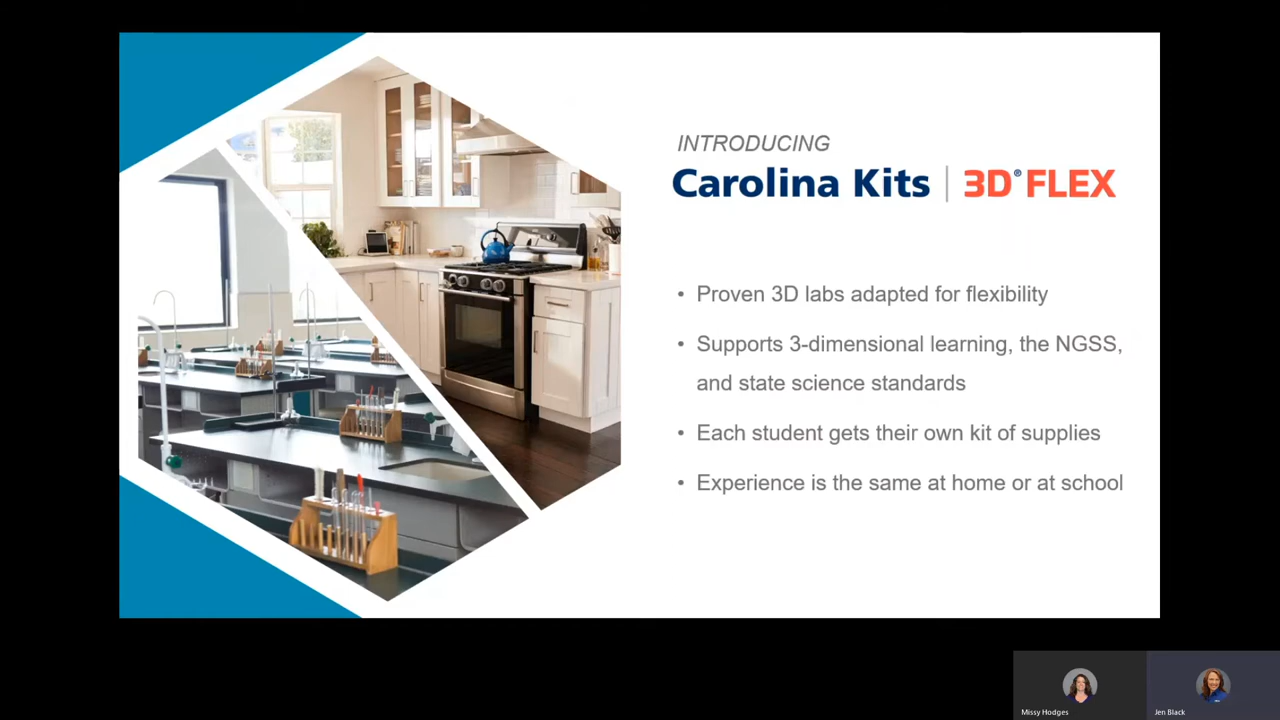 INTRODUCING
Carolina Kits | 3D® FLEX
• Proven 3D labs adapted for flexibility
• Supports 3-dimensional learning, the NGSS,
and state science standards
• Each student gets their own kit of supplies
• Experience is the same at home or at school
Missy Hodges
Jen Black